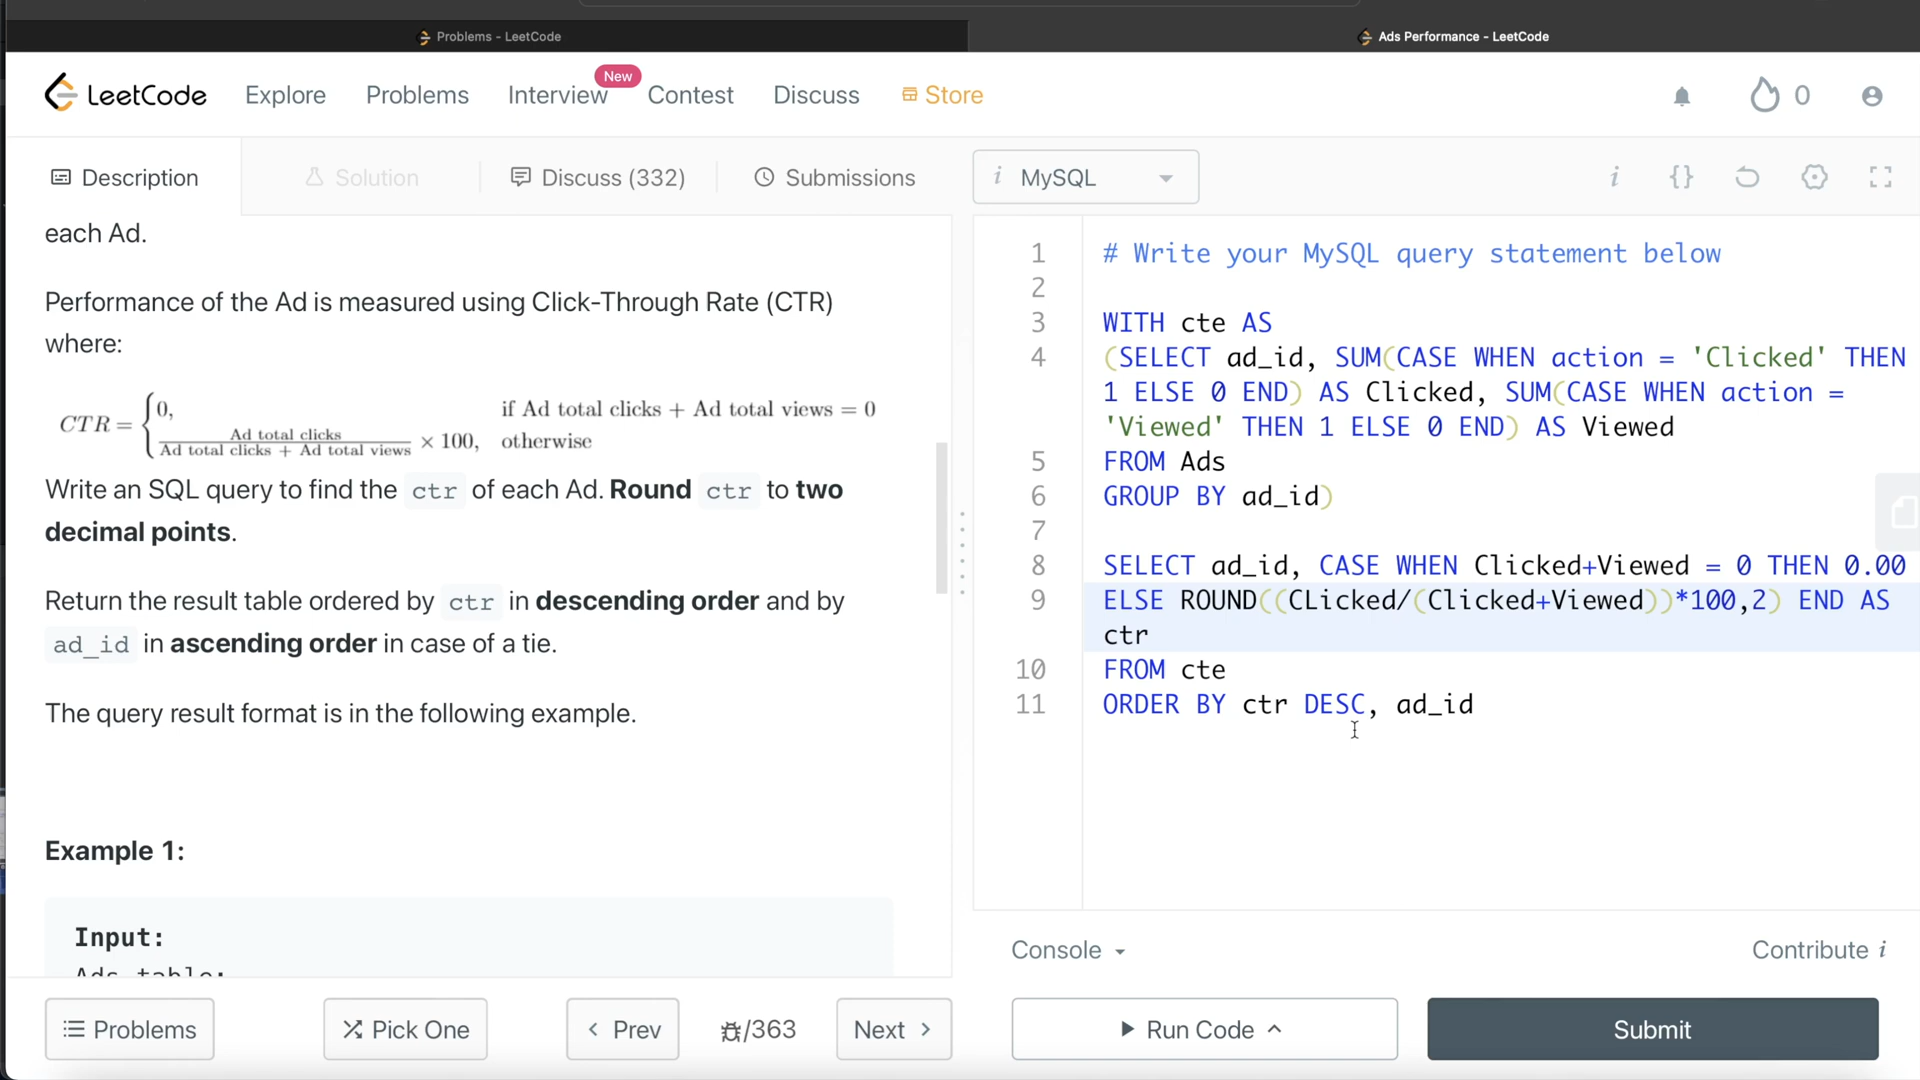 Problems - LeetCode
Ads Performance - LeetCode
LeetCode
Explore
Problems
Interview
New
Contest
Discuss
Store
0
Description
Solution
Discuss (332)
Submissions
i MySQL
i {}
each Ad.
Performance of the Ad is measured using Click-Through Rate (CTR)
where:
CTR = { 0, if Ad total clicks + Ad total views = 0
Ad total clicks / Ad total clicks + Ad total views × 100, otherwise
Write an SQL query to find the ctr of each Ad. Round ctr to two
decimal points.
Return the result table ordered by ctr in descending order and by
ad_id in ascending order in case of a tie.
The query result format is in the following example.
Example 1:
Input:
Ads table:
1 # Write your MySQL query statement below
2
3 WITH cte AS
4 (SELECT ad_id, SUM(CASE WHEN action = 'Clicked' THEN
1 ELSE 0 END) AS Clicked, SUM(CASE WHEN action =
'Viewed' THEN 1 ELSE 0 END) AS Viewed
5 FROM Ads
6 GROUP BY ad_id)
7
8 SELECT ad_id, CASE WHEN Clicked+Viewed = 0 THEN 0.00
9 ELSE ROUND((CLicked/(Clicked+Viewed))*100,2) END AS
ctr
10 FROM cte
11 ORDER BY ctr DESC, ad_id
Console
Contribute i
Problems
Pick One
Prev
/363
Next
Run Code
Submit